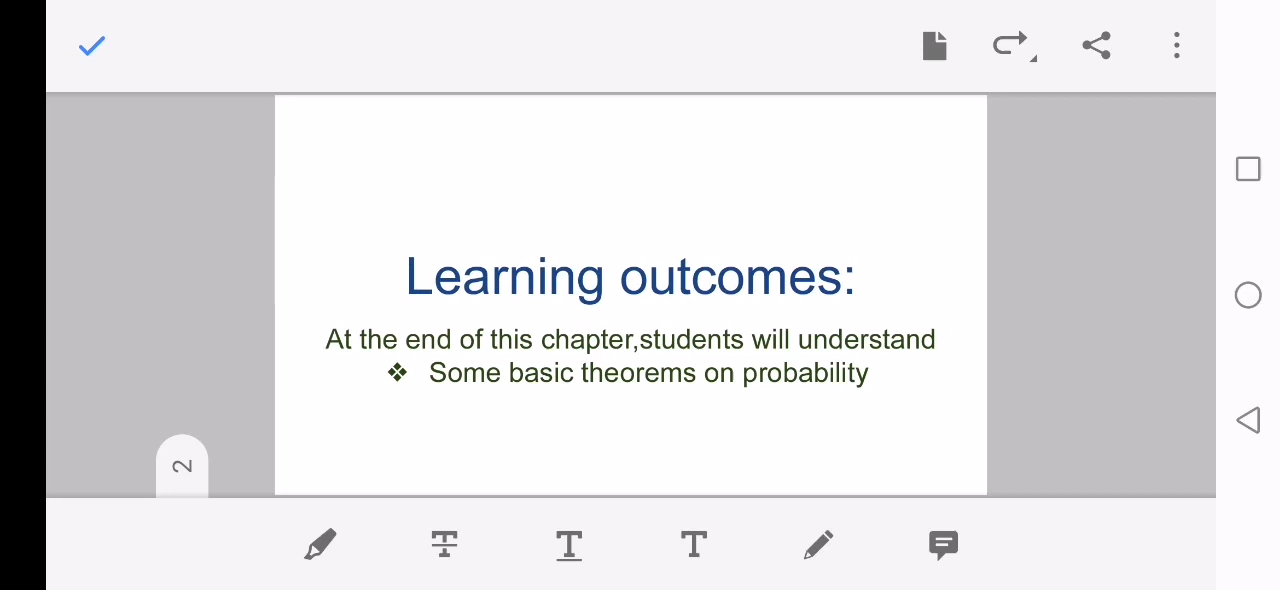 Learning outcomes:
At the end of this chapter,students will understand
❖ Some basic theorems on probability
2